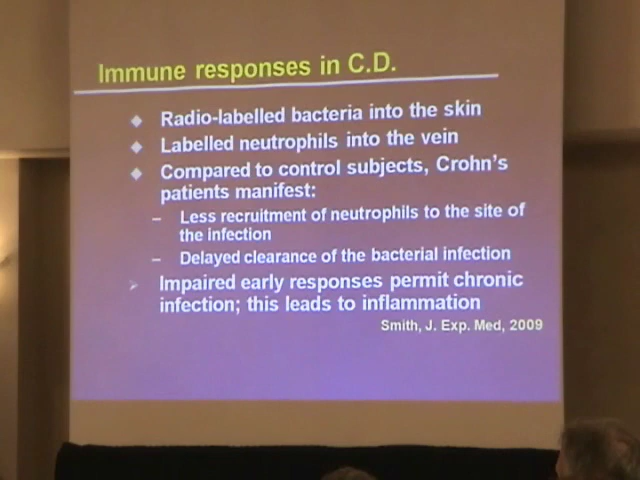 Immune responses in C.D.
◆ Radio-labelled bacteria into the skin
◆ Labelled neutrophils into the vein
◆ Compared to control subjects, Crohn's
patients manifest:
– Less recruitment of neutrophils to the site of
the infection
– Delayed clearance of the bacterial infection
➢ Impaired early responses permit chronic
infection; this leads to inflammation
Smith, J. Exp. Med, 2009